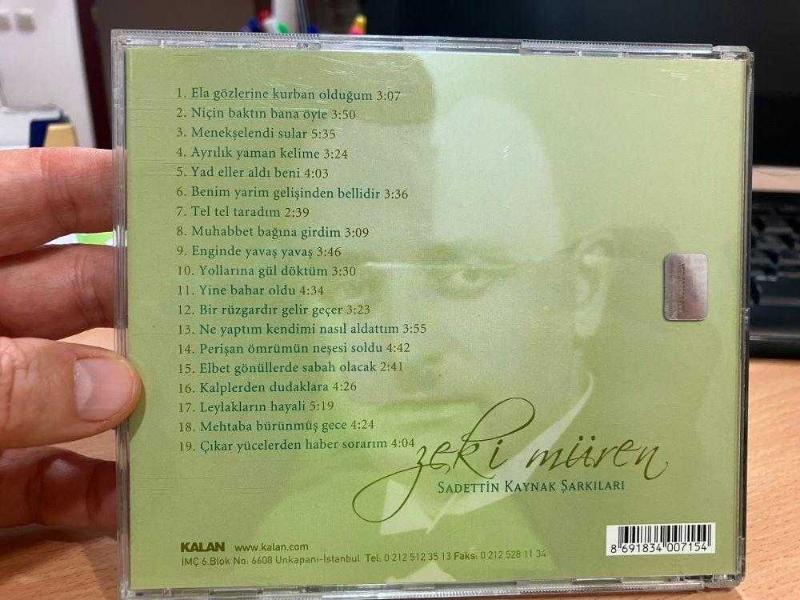 1. Ela gözlerine kurban olduğum 3:07
2. Niçin baktın bana öyle 3:50
3. Menekşelendi sular 5:35
4. Ayrılık yaman kelime 3:24
5. Yad eller aldı beni 4:03
6. Benim yarim gelişinden bellidir 3:36
7. Tel tel taradım 2:39
8. Muhabbet bağına girdim 3:09
9. Enginde yavaş yavaş 3:46
10. Yollarına gül döktüm 3:30
11. Yine bahar oldu 4:34
12. Bir rüzgardır gelir geçer 3:23
13. Ne yaptım kendimi nasıl aldattım 3:55
14. Perişan ömrümün neşesi soldu 4:42
15. Elbet gönüllerde sabah olacak 2:41
16. Kalplerden dudaklara 4:26
17. Leylakların hayali 5:19
18. Mehtaba bürünmüş gece 4:24
19. Çıkar yücelerden haber sorarım 4:04
zeki müren
SADETTİN KAYNAK ŞARKILARI
KALAN www.kalan.com
İMÇ 6.Blok No: 6608 Unkapanı-İstanbul Tel: 0 212 512 35 13 Faks: 0 212 528 11 34
8 691834 007154